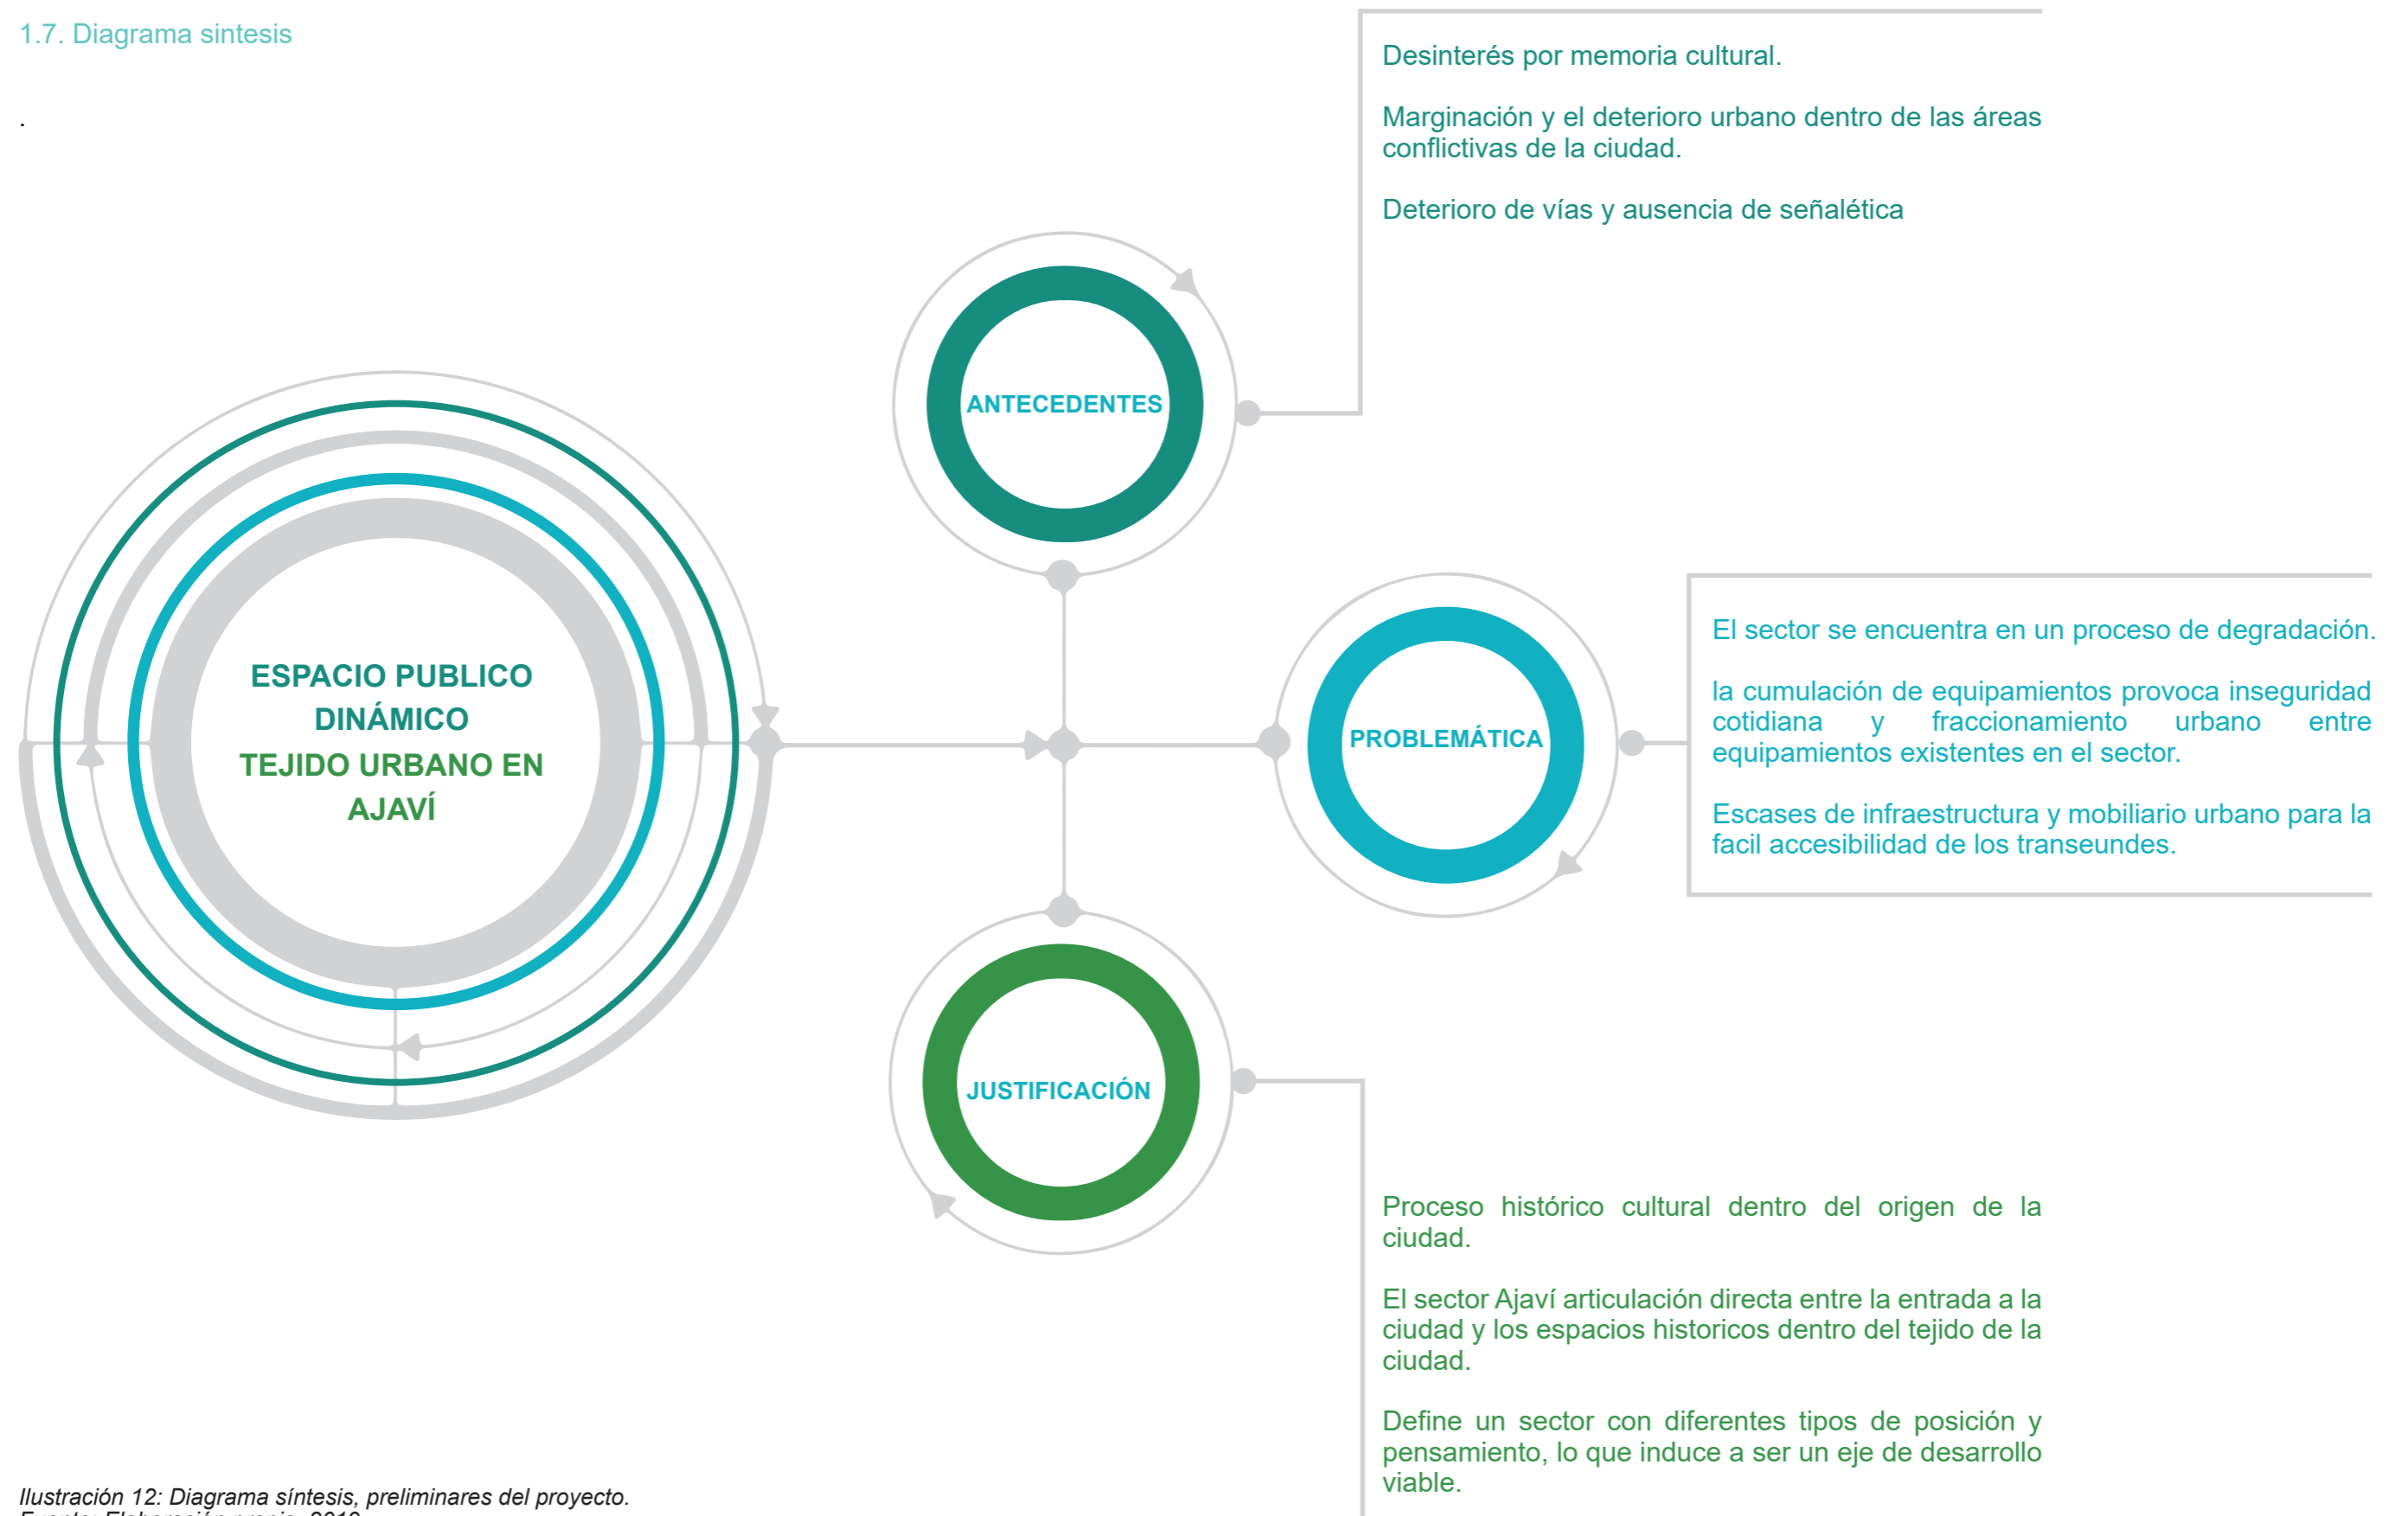 1.7. Diagrama sintesis
.
Desinterés por memoria cultural.
Marginación y el deterioro urbano dentro de las áreas
conflictivas de la ciudad.
Deterioro de vías y ausencia de señalética
ANTECEDENTES
ESPACIO PUBLICO
DINÁMICO
TEJIDO URBANO EN
AJAVÍ
PROBLEMÁTICA
El sector se encuentra en un proceso de degradación.
la cumulación de equipamientos provoca inseguridad
cotidiana y fraccionamiento urbano entre
equipamientos existentes en el sector.
Escases de infraestructura y mobiliario urbano para la
facil accesibilidad de los transeundes.
JUSTIFICACIÓN
Proceso histórico cultural dentro del origen de la
ciudad.
El sector Ajaví articulación directa entre la entrada a la
ciudad y los espacios historicos dentro del tejido de la
ciudad.
Define un sector con diferentes tipos de posición y
pensamiento, lo que induce a ser un eje de desarrollo
viable.
Ilustración 12: Diagrama síntesis, preliminares del proyecto.
Fuente: Elaboración propia, 2019